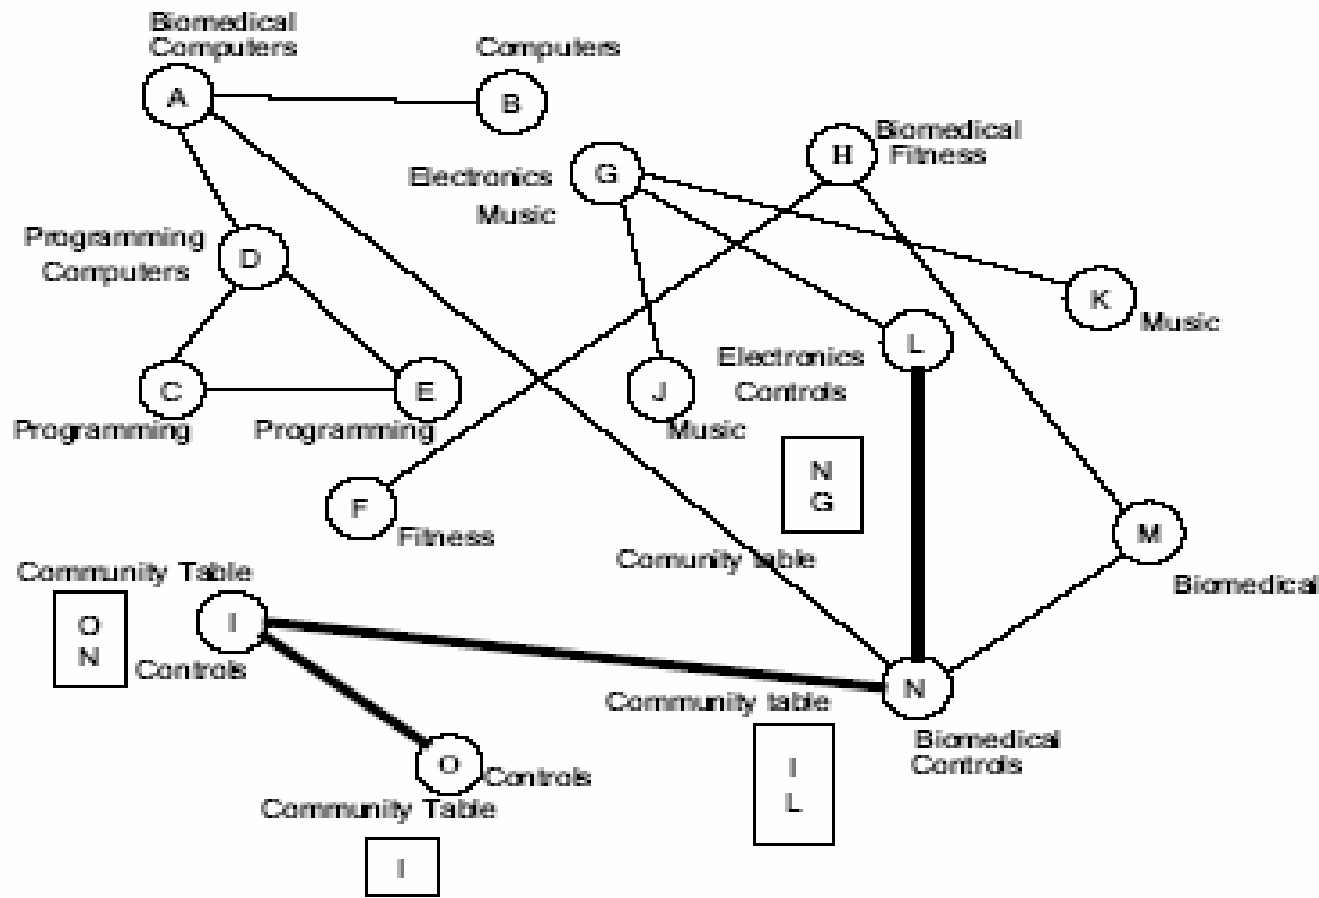 Biomedical
Computers
A
Computers
B
Biomedical
Fitness
H
Electronics
Music
G
Programming
Computers
D
K
Music
L
Electronics
Controls
C
Programming
E
Programming
J
Music
N
G
Comunity table
F
Fitness
M
Biomedical
Community Table
O
N
I
Controls
N
Community table
Biomedical
Controls
I
L
O
Controls
Community Table
I